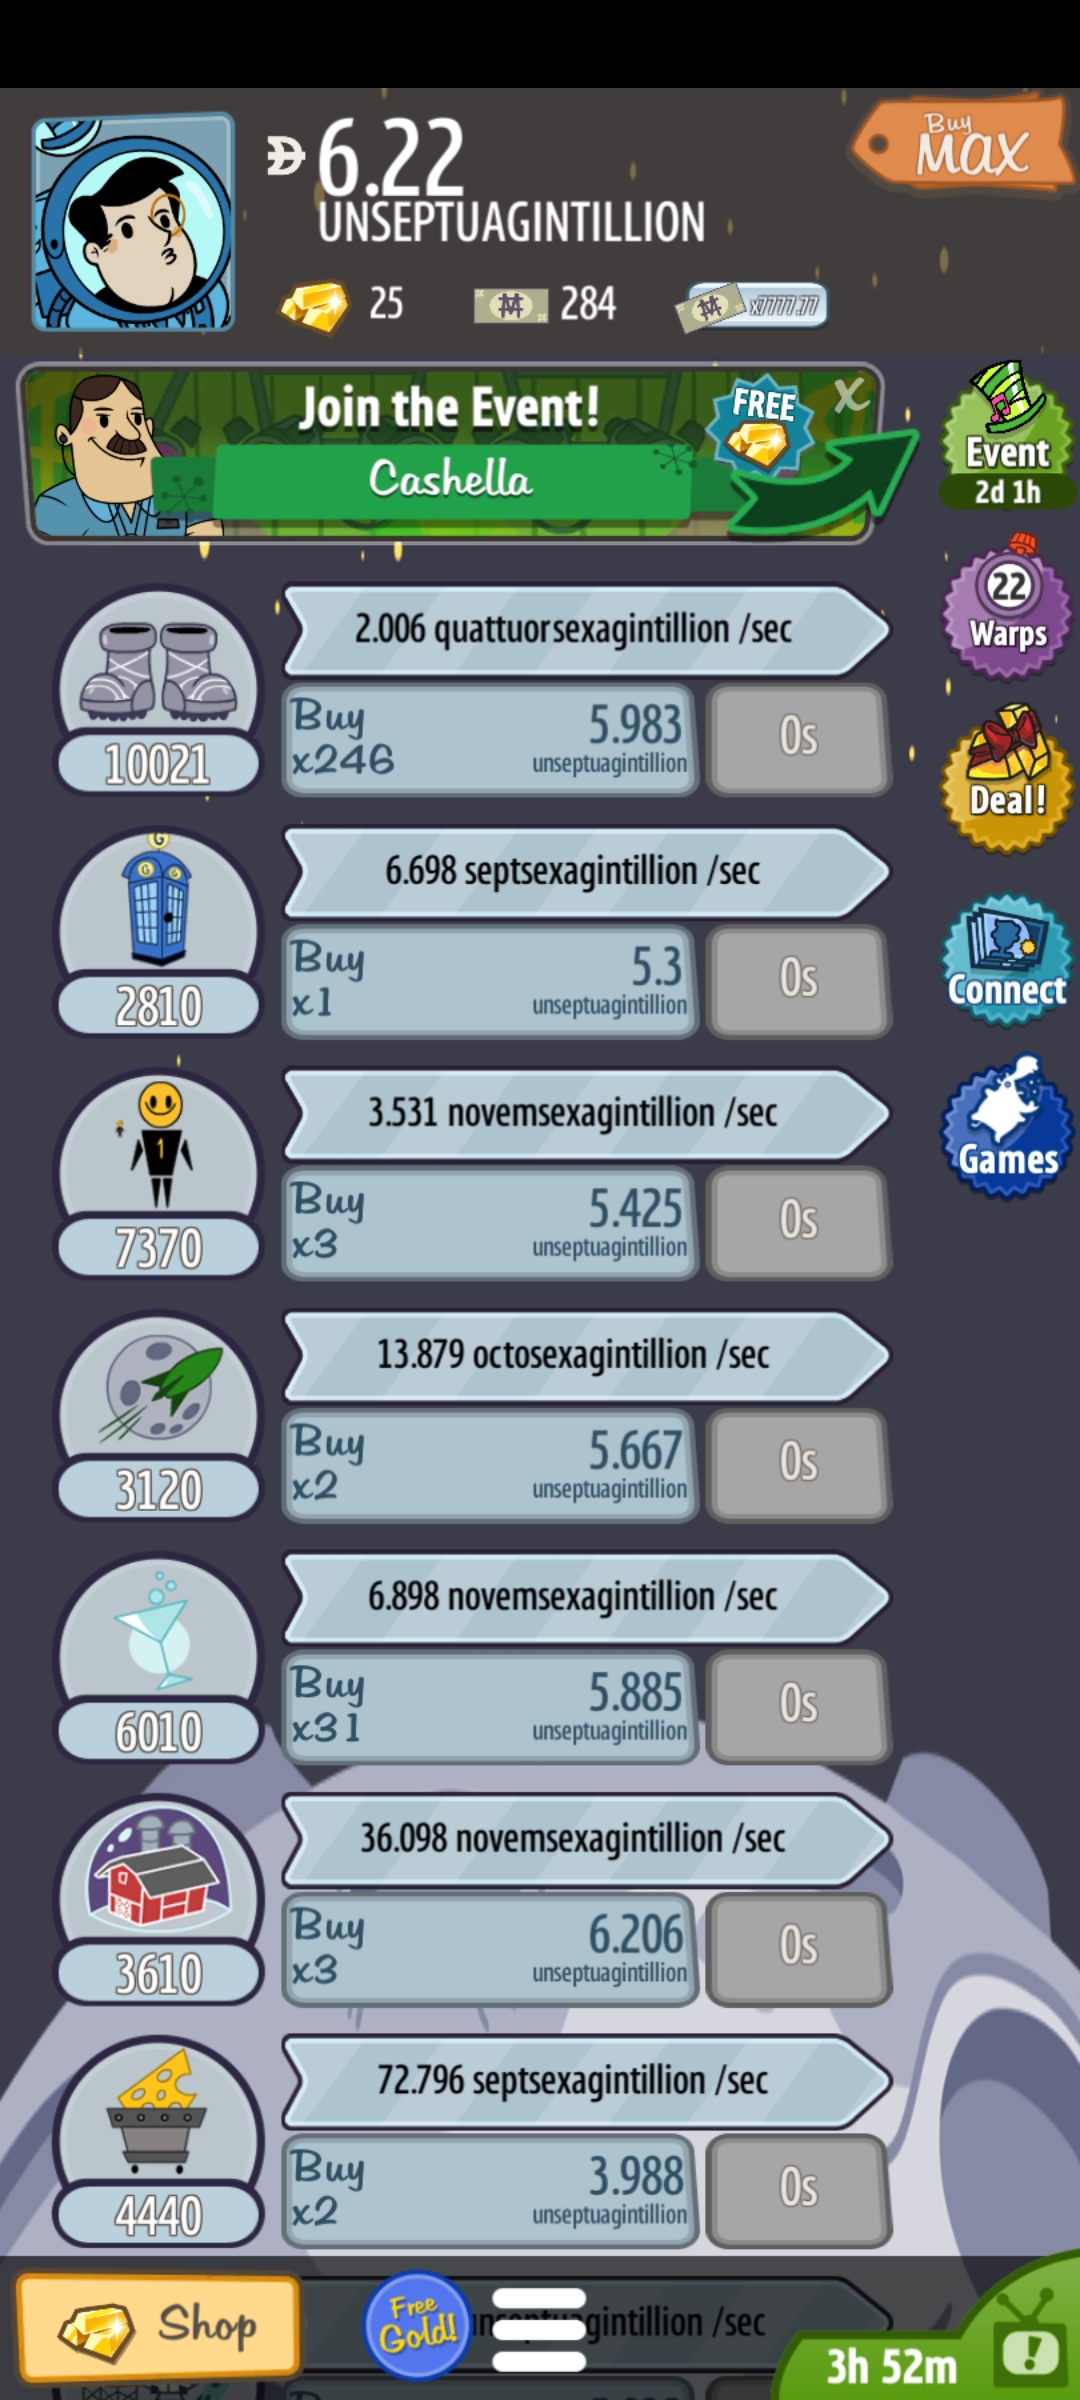 6.22
UNSEPTUAGINTILLION
Buy
MAX
25
284
x7777.77
Join the Event!
Cashella
FREE
X
Event
2d 1h
22
Warps
Deal!
Connect
Games
2.006 quattuorsexagintillion /sec
10021
Buy
x246
5.983
unseptuagintillion
0s
6.698 septsexagintillion /sec
G
G G
2810
Buy
x1
5.3
unseptuagintillion
0s
3.531 novemsexagintillion /sec
1
7370
Buy
x3
5.425
unseptuagintillion
0s
13.879 octosexagintillion /sec
3120
Buy
x2
5.667
unseptuagintillion
0s
6.898 novemsexagintillion /sec
6010
Buy
x31
5.885
unseptuagintillion
0s
36.098 novemsexagintillion /sec
3610
Buy
x3
6.206
unseptuagintillion
0s
72.796 septsexagintillion /sec
4440
Buy
x2
3.988
unseptuagintillion
0s
Shop
Free
Gold!
/sec
3h 52m
!